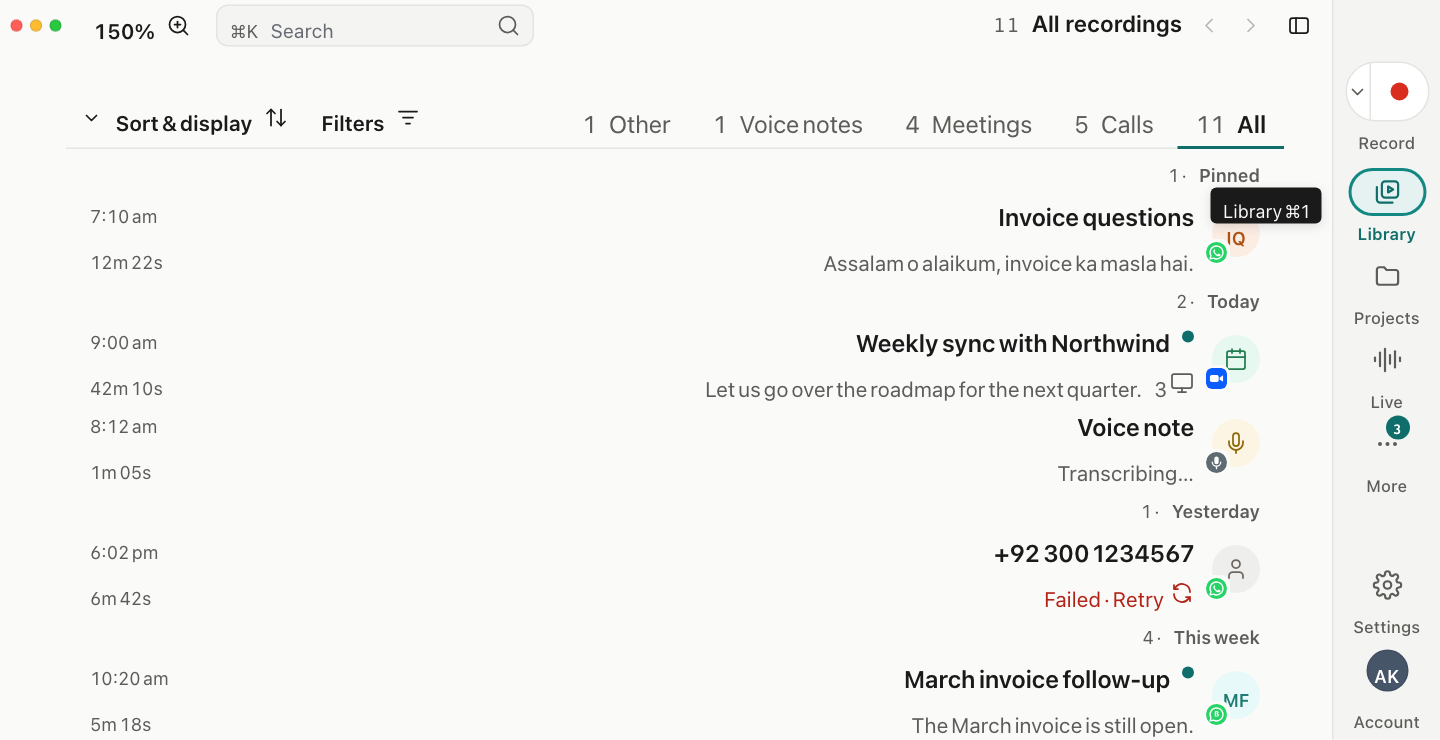 150%
⌘K Search
11 All recordings
Sort & display
Filters
1 Other
1 Voice notes
4 Meetings
5 Calls
11 All
1 · Pinned
7:10 am
Invoice questions
IQ
12m 22s
Assalam o alaikum, invoice ka masla hai.
2 · Today
9:00 am
Weekly sync with Northwind
42m 10s
Let us go over the roadmap for the next quarter. 3
8:12 am
Voice note
1m 05s
Transcribing...
1 · Yesterday
6:02 pm
+92 300 1234567
6m 42s
Failed · Retry
4 · This week
10:20 am
March invoice follow-up
MF
5m 18s
The March invoice is still open.
Record
Library ⌘1
Library
Projects
Live
3
More
Settings
AK
Account